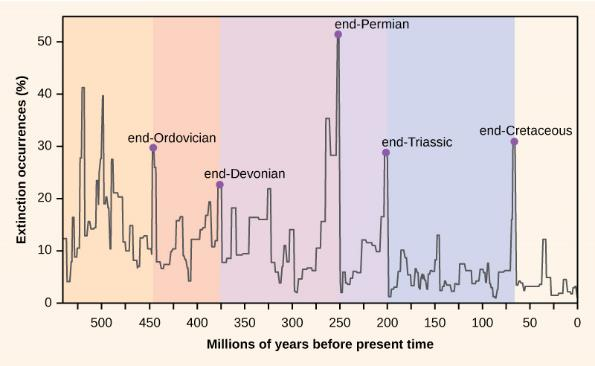 end-Permian
50
40
end-Ordovician
end-Triassic
end-Cretaceous
30
end-Devonian
20
10
0
Extinction occurrences (%)
500 450 400 350 300 250 200 150 100 50 0
Millions of years before present time